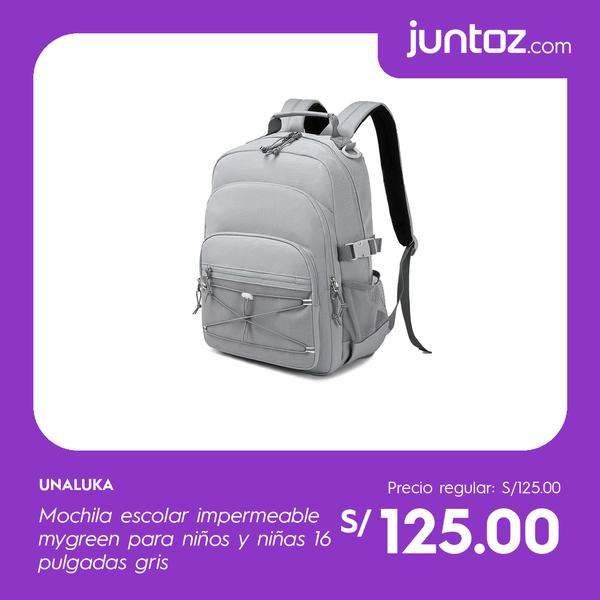 juntoz.com
UNALUKA
Mochila escolar impermeable
mygreen para niños y niñas 16
pulgadas gris
Precio regular: S/125.00
S/125.00